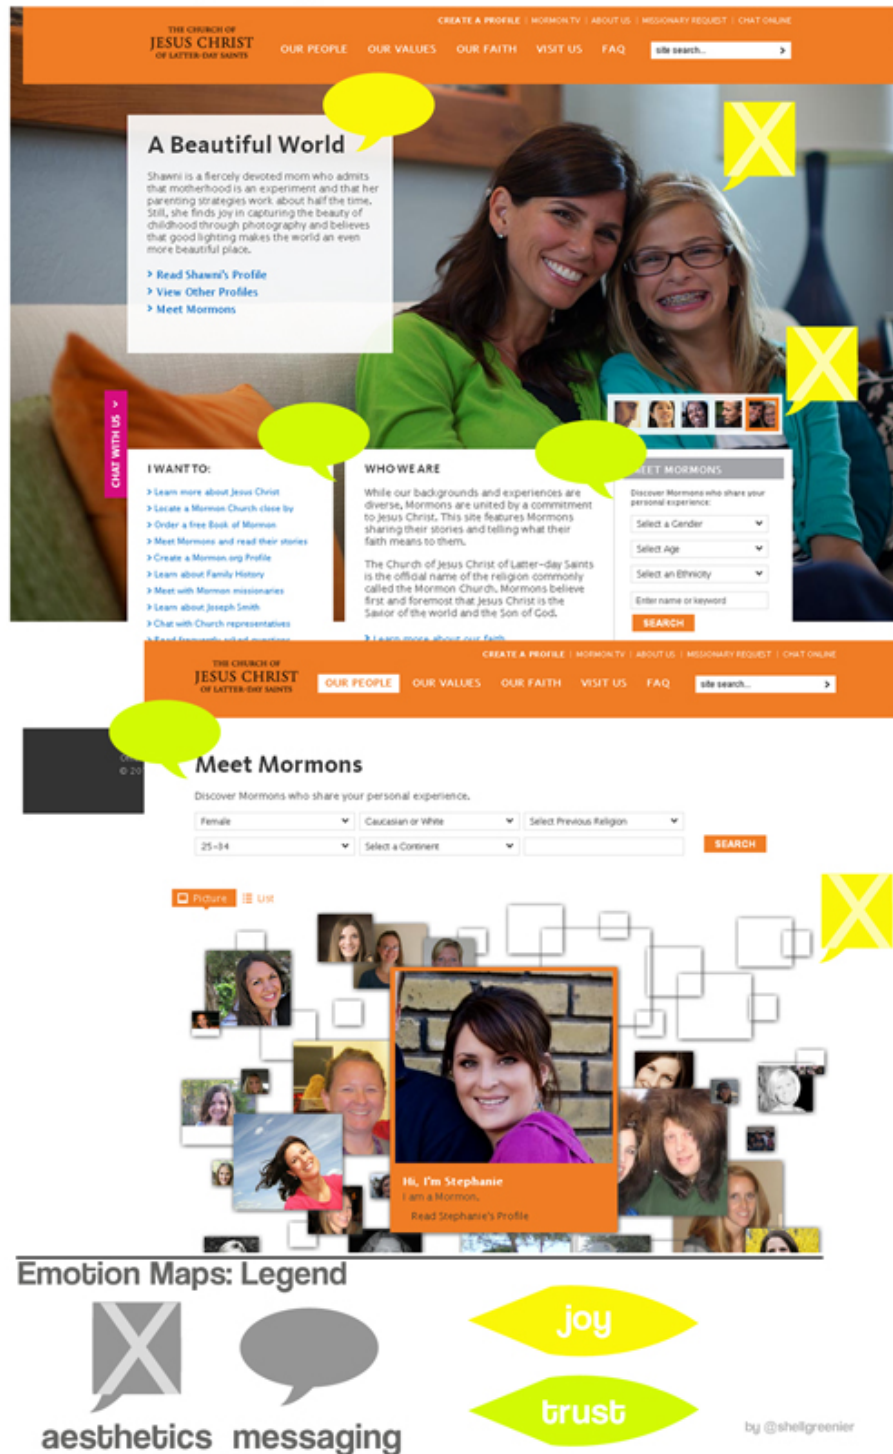 CREATE A PROFILE | MORMON.TV | ABOUT US | MISSIONARY REQUEST | CHAT ONLINE
THE CHURCH OF
JESUS CHRIST
OF LATTER-DAY SAINTS
OUR PEOPLE OUR VALUES OUR FAITH VISIT US FAQ
site search... >
A Beautiful World
Shawni is a fiercely devoted mom who admits
that motherhood is an experiment and that her
parenting strategies work about half the time.
Still, she finds joy in capturing the beauty of
childhood through photography and believes
that good lighting makes the world an even
more beautiful place.
> Read Shawni's Profile
> View Other Profiles
> Meet Mormons
CHAT WITH US >
I WANT TO:
> Learn more about Jesus Christ
> Locate a Mormon Church close by
> Order a free Book of Mormon
> Meet Mormons and read their stories
> Create a Mormon.org Profile
> Learn about Family History
> Meet with Mormon missionaries
> Learn about Joseph Smith
> Chat with Church representatives
> Read frequently asked questions
WHO WE ARE
While our backgrounds and experiences are
diverse, Mormons are united by a commitment
to Jesus Christ. This site features Mormons
sharing their stories and telling what their
faith means to them.
The Church of Jesus Christ of Latter-day Saints
is the official name of the religion commonly
called the Mormon Church. Mormons believe
first and foremost that Jesus Christ is the
Savior of the world and the Son of God.
> Learn more about our faith
MEET MORMONS
Discover Mormons who share your
personal experience:
Select a Gender
Select Age
Select an Ethnicity
Enter name or keyword
SEARCH
CREATE A PROFILE | MORMON.TV | ABOUT US | MISSIONARY REQUEST | CHAT ONLINE
THE CHURCH OF
JESUS CHRIST
OF LATTER-DAY SAINTS
OUR PEOPLE OUR VALUES OUR FAITH VISIT US FAQ
site search... >
© 20
Meet Mormons
Discover Mormons who share your personal experience.
Female Caucasian or White Select Previous Religion
25-34 Select a Continent SEARCH
Picture List
Hi, I'm Stephanie
I am a Mormon.
Read Stephanie's Profile
Emotion Maps: Legend
joy
trust
aesthetics messaging
by @shellgreenier